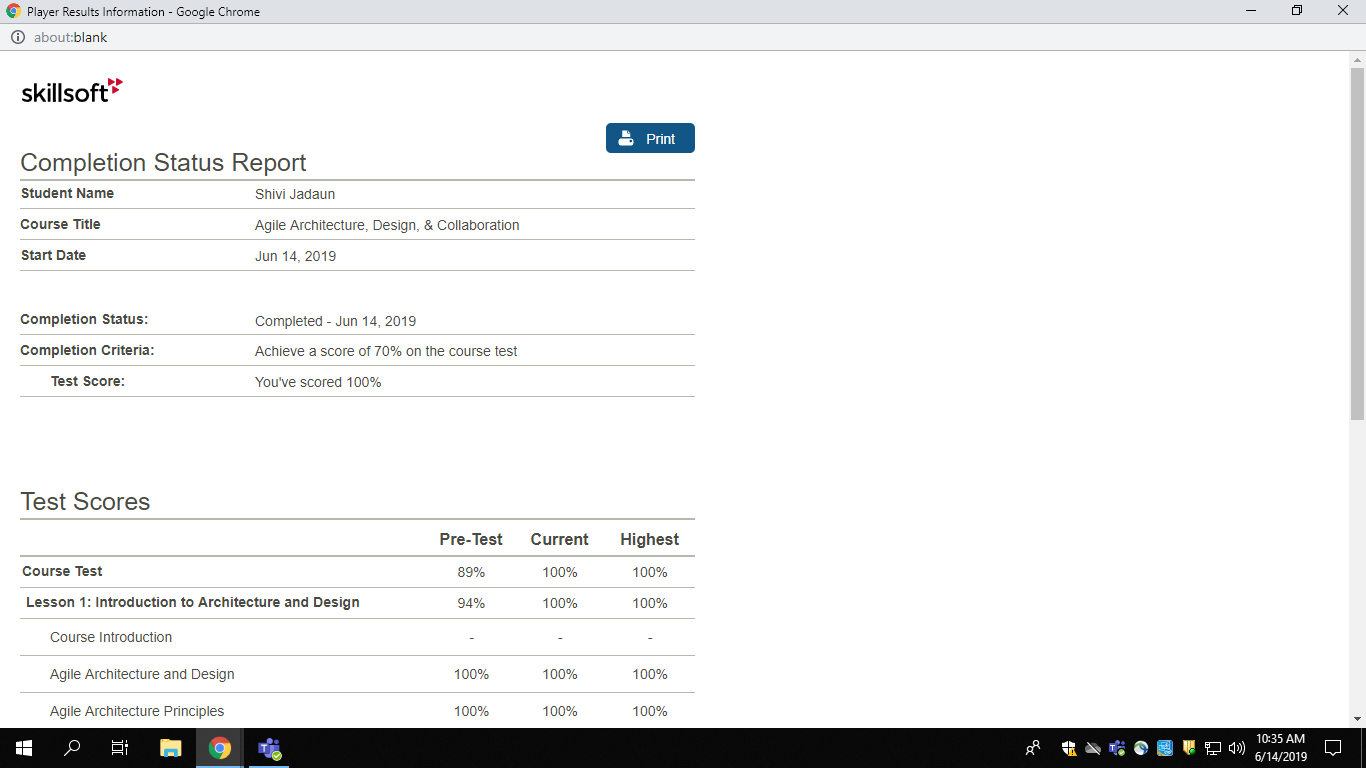 Player Results Information - Google Chrome
about:blank
skillsoft
Print
Completion Status Report
Student Name Shivi Jadaun
Course Title Agile Architecture, Design, & Collaboration
Start Date Jun 14, 2019
Completion Status: Completed - Jun 14, 2019
Completion Criteria: Achieve a score of 70% on the course test
Test Score: You've scored 100%
Test Scores
Pre-Test Current Highest
Course Test 89% 100% 100%
Lesson 1: Introduction to Architecture and Design 94% 100% 100%
Course Introduction - - -
Agile Architecture and Design 100% 100% 100%
Agile Architecture Principles 100% 100% 100%
10:35 AM
6/14/2019